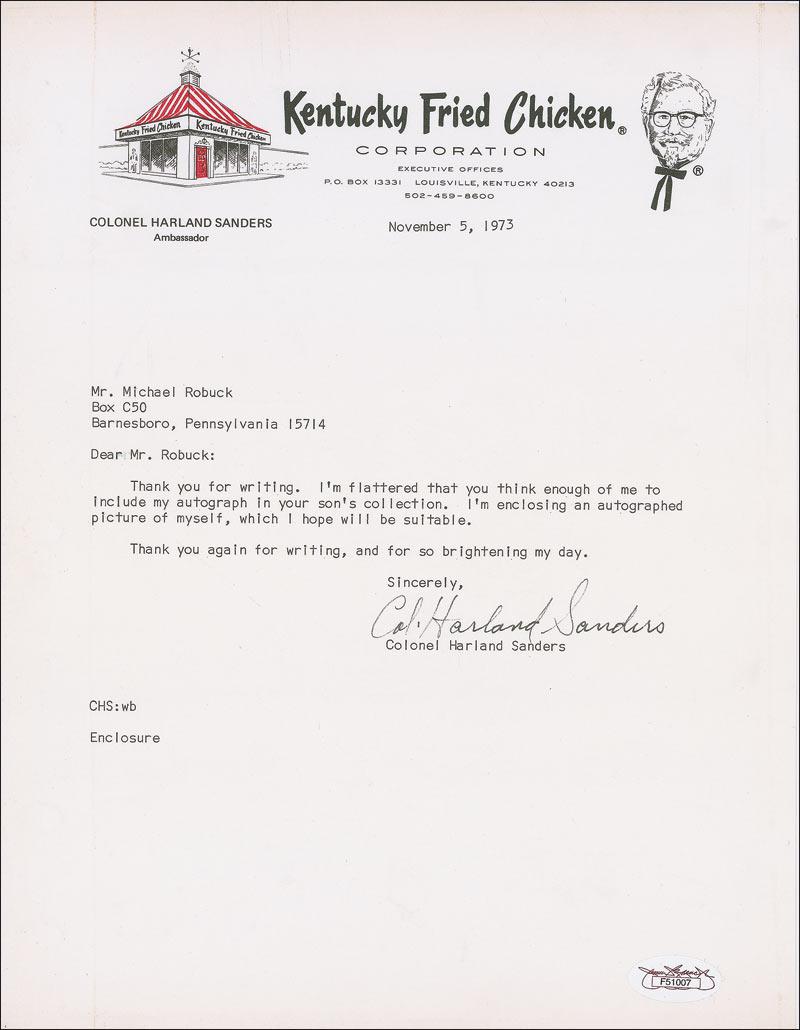 Kentucky Fried Chicken
Kentucky Fried Chicken
Kentucky Fried Chicken®
CORPORATION
EXECUTIVE OFFICES
P.O. BOX 13331 LOUISVILLE, KENTUCKY 40213
502-459-8600
®
COLONEL HARLAND SANDERS
Ambassador
November 5, 1973
Mr. Michael Robuck
Box C50
Barnesboro, Pennsylvania 15714
Dear Mr. Robuck:
Thank you for writing. I'm flattered that you think enough of me to
include my autograph in your son's collection. I'm enclosing an autographed
picture of myself, which I hope will be suitable.
Thank you again for writing, and for so brightening my day.
Sincerely,
Col. Harland Sanders
Colonel Harland Sanders
CHS:wb
Enclosure
F51007